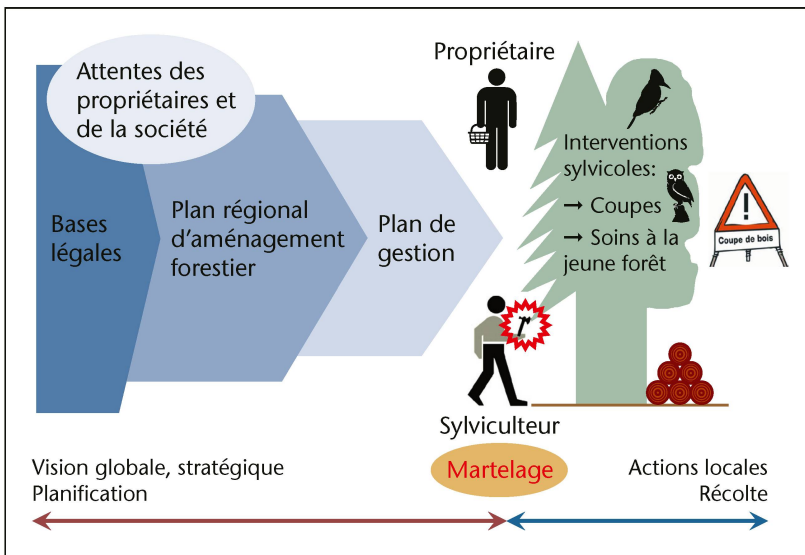 Attentes des
propriétaires et
de la société
Bases
légales
Plan régional
d'aménagement
forestier
Plan de
gestion
Propriétaire
Interventions
sylvicoles:
→ Coupes
→ Soins à la
jeune forêt
!
Coupe de bois
Sylviculteur
Martelage
Vision globale, stratégique
Planification
Actions locales
Récolte